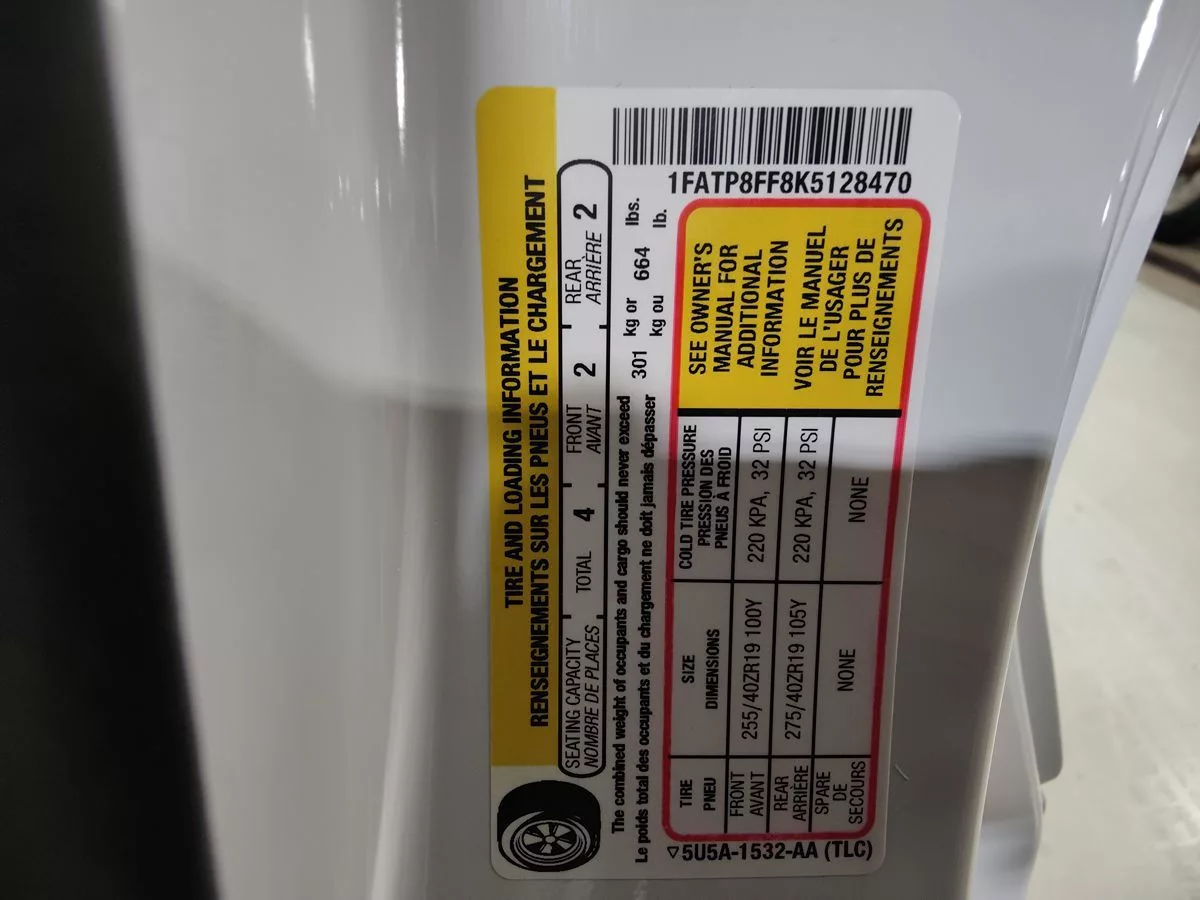 TIRE AND LOADING INFORMATION
RENSEIGNEMENTS SUR LES PNEUS ET LE CHARGEMENT
SEATING CAPACITY TOTAL 4 FRONT 2 REAR 2
NOMBRE DE PLACES AVANT ARRIÈRE
The combined weight of occupants and cargo should never exceed 301 kg or 664 lbs.
Le poids total des occupants et du chargement ne doit jamais dépasser kg ou lb.
TIRE
PNEU
SIZE
DIMENSIONS
COLD TIRE PRESSURE
PRESSION DES
PNEUS À FROID
FRONT
AVANT
255/40ZR19 100Y
220 KPA, 32 PSI
REAR
ARRIÈRE
275/40ZR19 105Y
220 KPA, 32 PSI
SPARE
DE
SECOURS
NONE
NONE
SEE OWNER'S
MANUAL FOR
ADDITIONAL
INFORMATION
VOIR LE MANUEL
DE L'USAGER
POUR PLUS DE
RENSEIGNEMENTS
1FATP8FF8K5128470
▽5U5A-1532-AA (TLC)